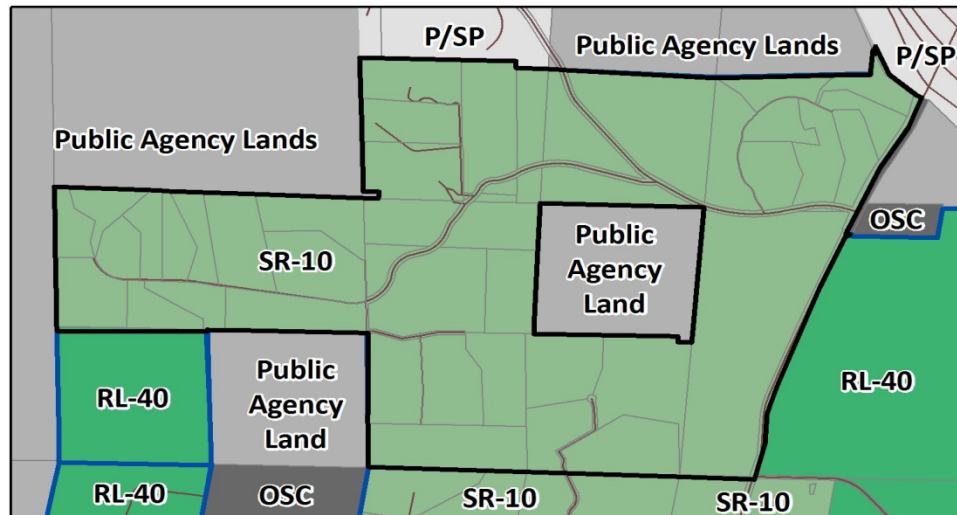 P/SP
Public Agency Lands
P/SP
Public Agency Lands
OSC
SR-10
Public
Agency
Land
RL-40
Public
Agency
Land
RL-40
RL-40
OSC
SR-10
SR-10